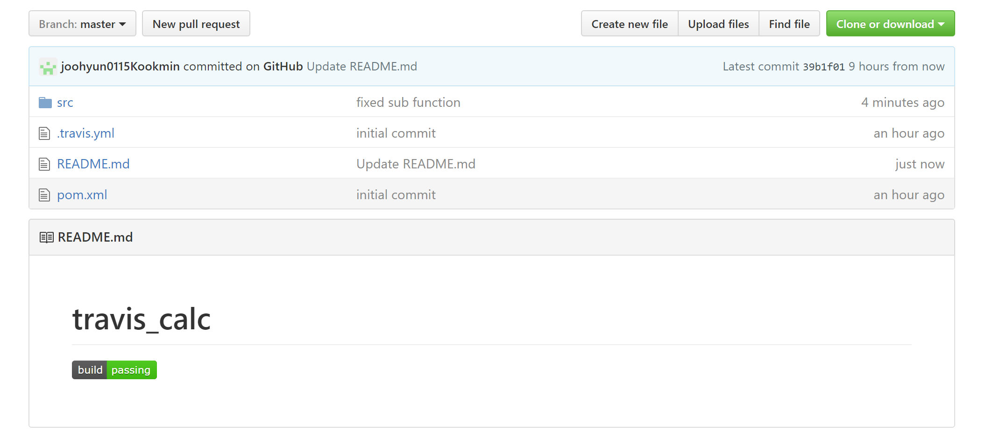 Branch: master New pull request Create new file Upload files Find file Clone or download
joohyun0115Kookmin committed on GitHub Update README.md Latest commit 39b1f01 9 hours from now
src fixed sub function 4 minutes ago
.travis.yml initial commit an hour ago
README.md Update README.md just now
pom.xml initial commit an hour ago
README.md
travis_calc
build passing